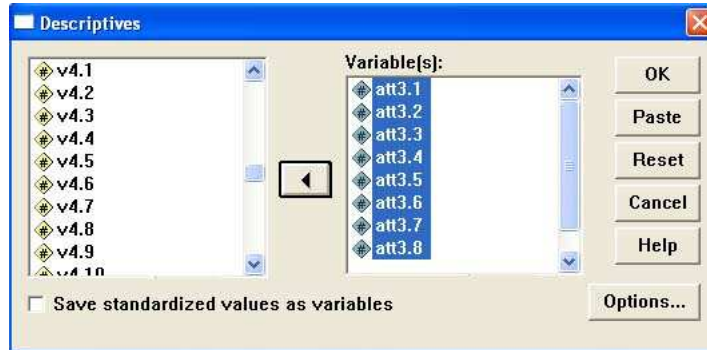 Descriptives
v4.1
v4.2
v4.3
v4.4
v4.5
v4.6
v4.7
v4.8
v4.9
v4.10
Variable(s):
att3.1
att3.2
att3.3
att3.4
att3.5
att3.6
att3.7
att3.8
OK
Paste
Reset
Cancel
Help
Save standardized values as variables
Options...